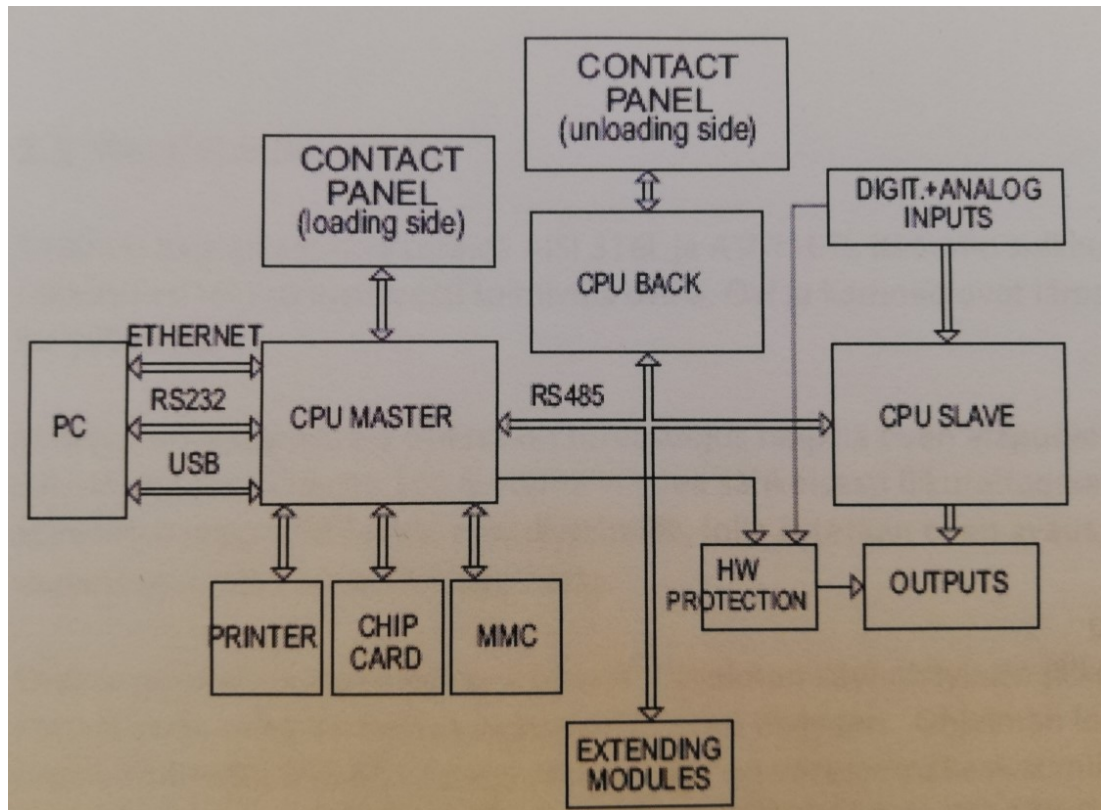 CONTACT
PANEL
(unloading side)
CONTACT
PANEL
(loading side)
DIGIT.+ANALOG
INPUTS
CPU BACK
ETHERNET
RS232
USB
PC
CPU MASTER
RS485
CPU SLAVE
HW
PROTECTION
OUTPUTS
PRINTER
CHIP
CARD
MMC
EXTENDING
MODULES